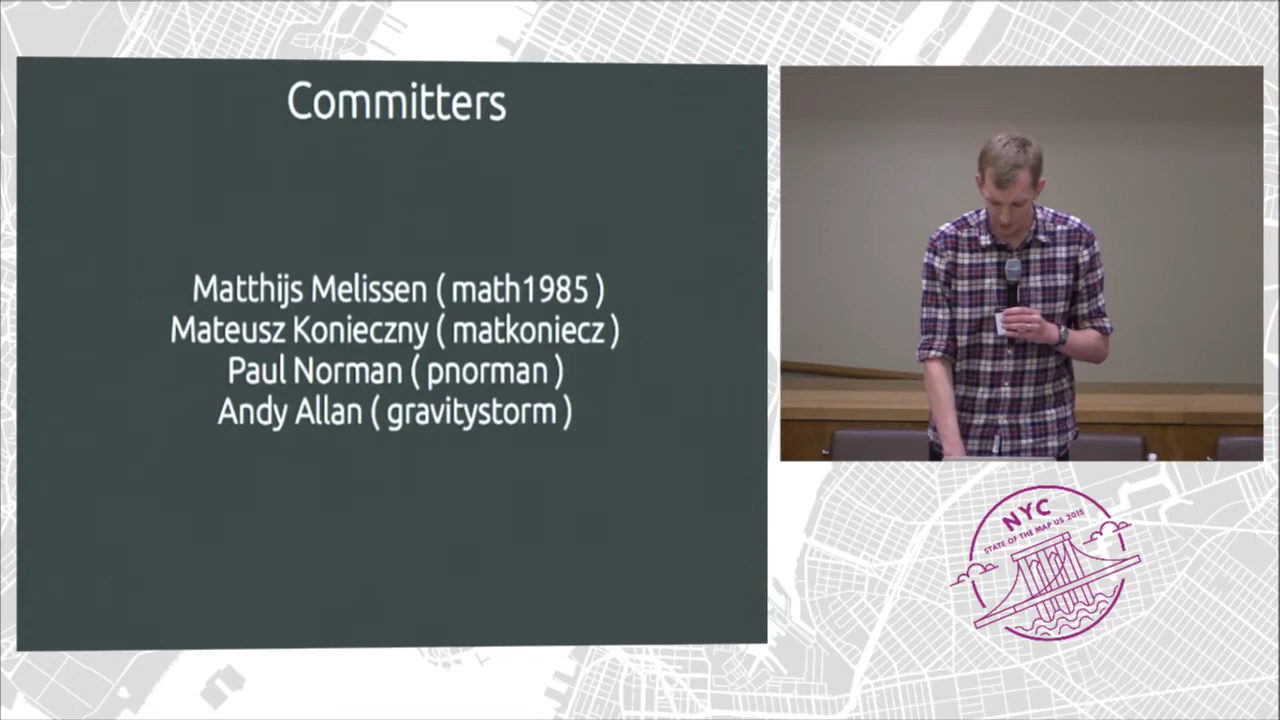 Committers
Matthijs Melissen ( math1985 )
Mateusz Konieczny ( matkoniecz )
Paul Norman ( pnorman )
Andy Allan ( gravitystorm )
NYC
STATE OF THE MAP US 2015